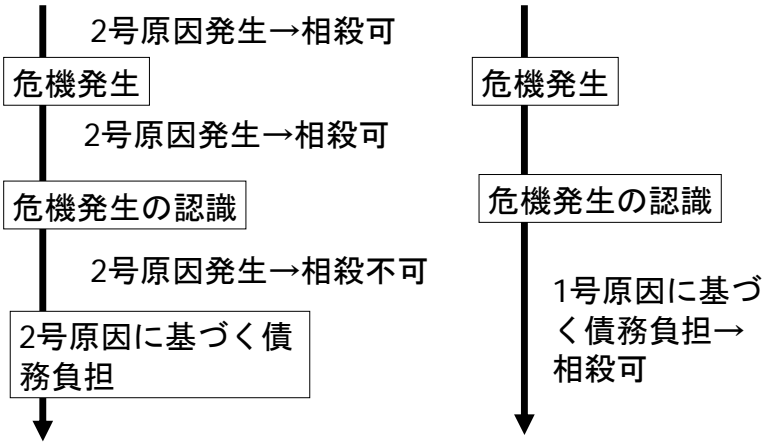 2号原因発生→相殺可
危機発生
2号原因発生→相殺可
危機発生の認識
2号原因発生→相殺不可
2号原因に基づく債
務負担
危機発生
危機発生の認識
1号原因に基づ
く債務負担→
相殺可